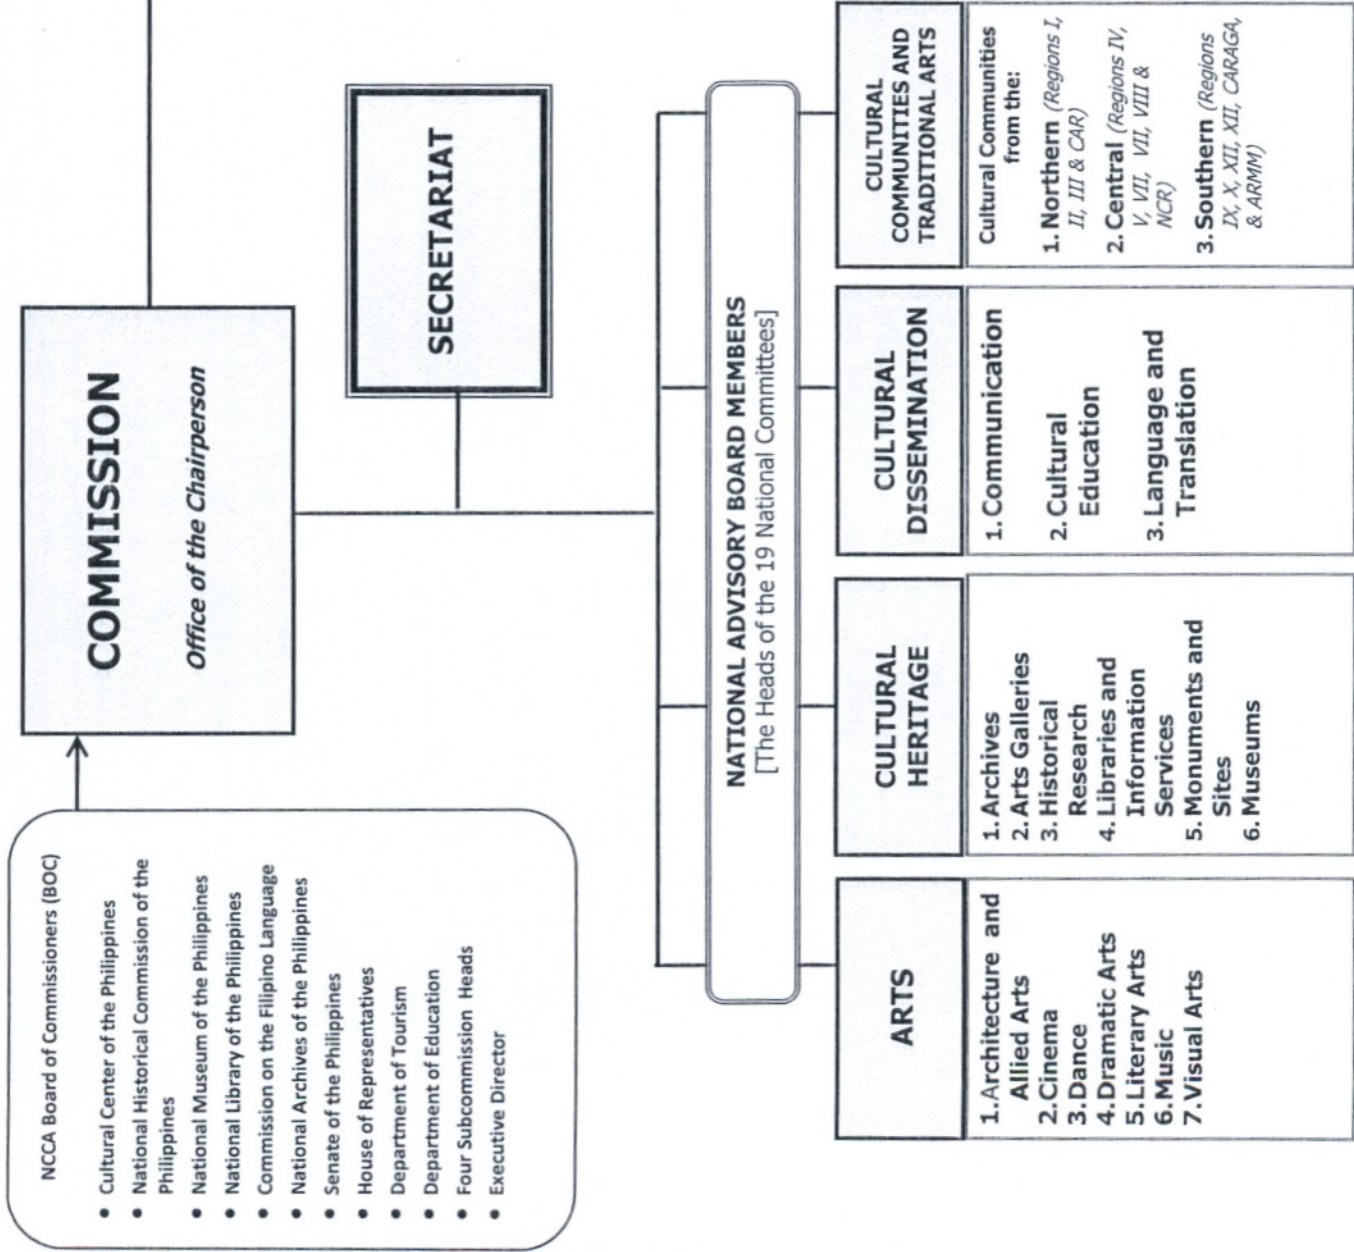 NCCA Board of Commissioners (BOC)
• Cultural Center of the Philippines
• National Historical Commission of the
Philippines
• National Museum of the Philippines
• National Library of the Philippines
• Commission on the Filipino Language
• National Archives of the Philippines
• Senate of the Philippines
• House of Representatives
• Department of Tourism
• Department of Education
• Four Subcommission Heads
• Executive Director
COMMISSION
Office of the Chairperson
SECRETARIAT
NATIONAL ADVISORY BOARD MEMBERS
[The Heads of the 19 National Committees]
ARTS
1.Architecture and
Allied Arts
2.Cinema
3.Dance
4.Dramatic Arts
5.Literary Arts
6.Music
7.Visual Arts
CULTURAL
HERITAGE
1.Archives
2.Arts Galleries
3.Historical
Research
4.Libraries and
Information
Services
5.Monuments and
Sites
6.Museums
CULTURAL
DISSEMINATION
1.Communication
2.Cultural
Education
3.Language and
Translation
CULTURAL
COMMUNITIES AND
TRADITIONAL ARTS
Cultural Communities
from the:
1.Northern (Regions I,
II, III & CAR)
2.Central (Regions IV,
V, VII, VII, VIII &
NCR)
3.Southern (Regions
IX, X, XII, XII, CARAGA,
& ARMM)